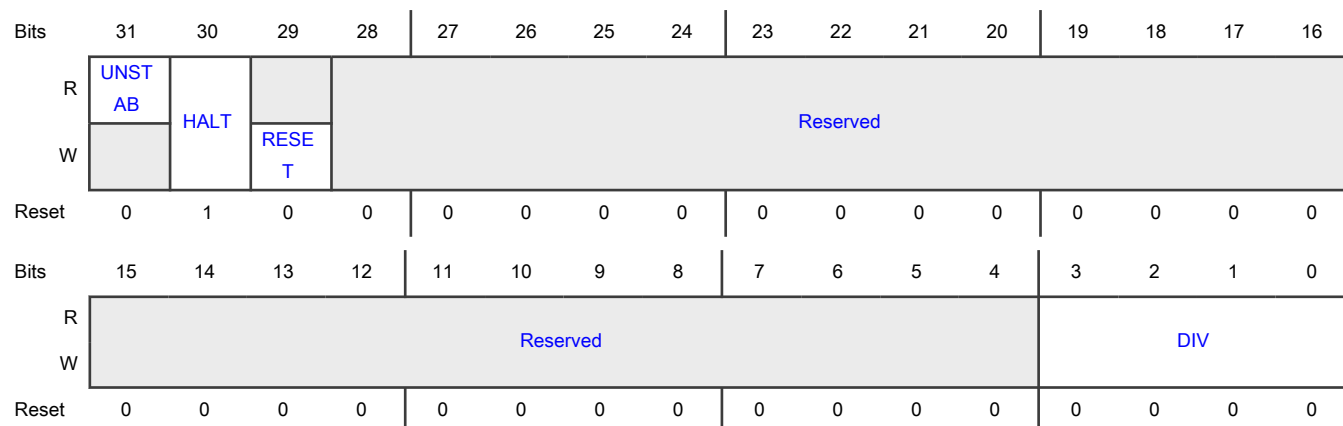 Bits 31 30 29 28 27 26 25 24 23 22 21 20 19 18 17 16
R UNST
AB
HALT
Reserved
W RESE
T
Reset 0 1 0 0 0 0 0 0 0 0 0 0 0 0 0 0
Bits 15 14 13 12 11 10 9 8 7 6 5 4 3 2 1 0
R
Reserved DIV
W
Reset 0 0 0 0 0 0 0 0 0 0 0 0 0 0 0 0